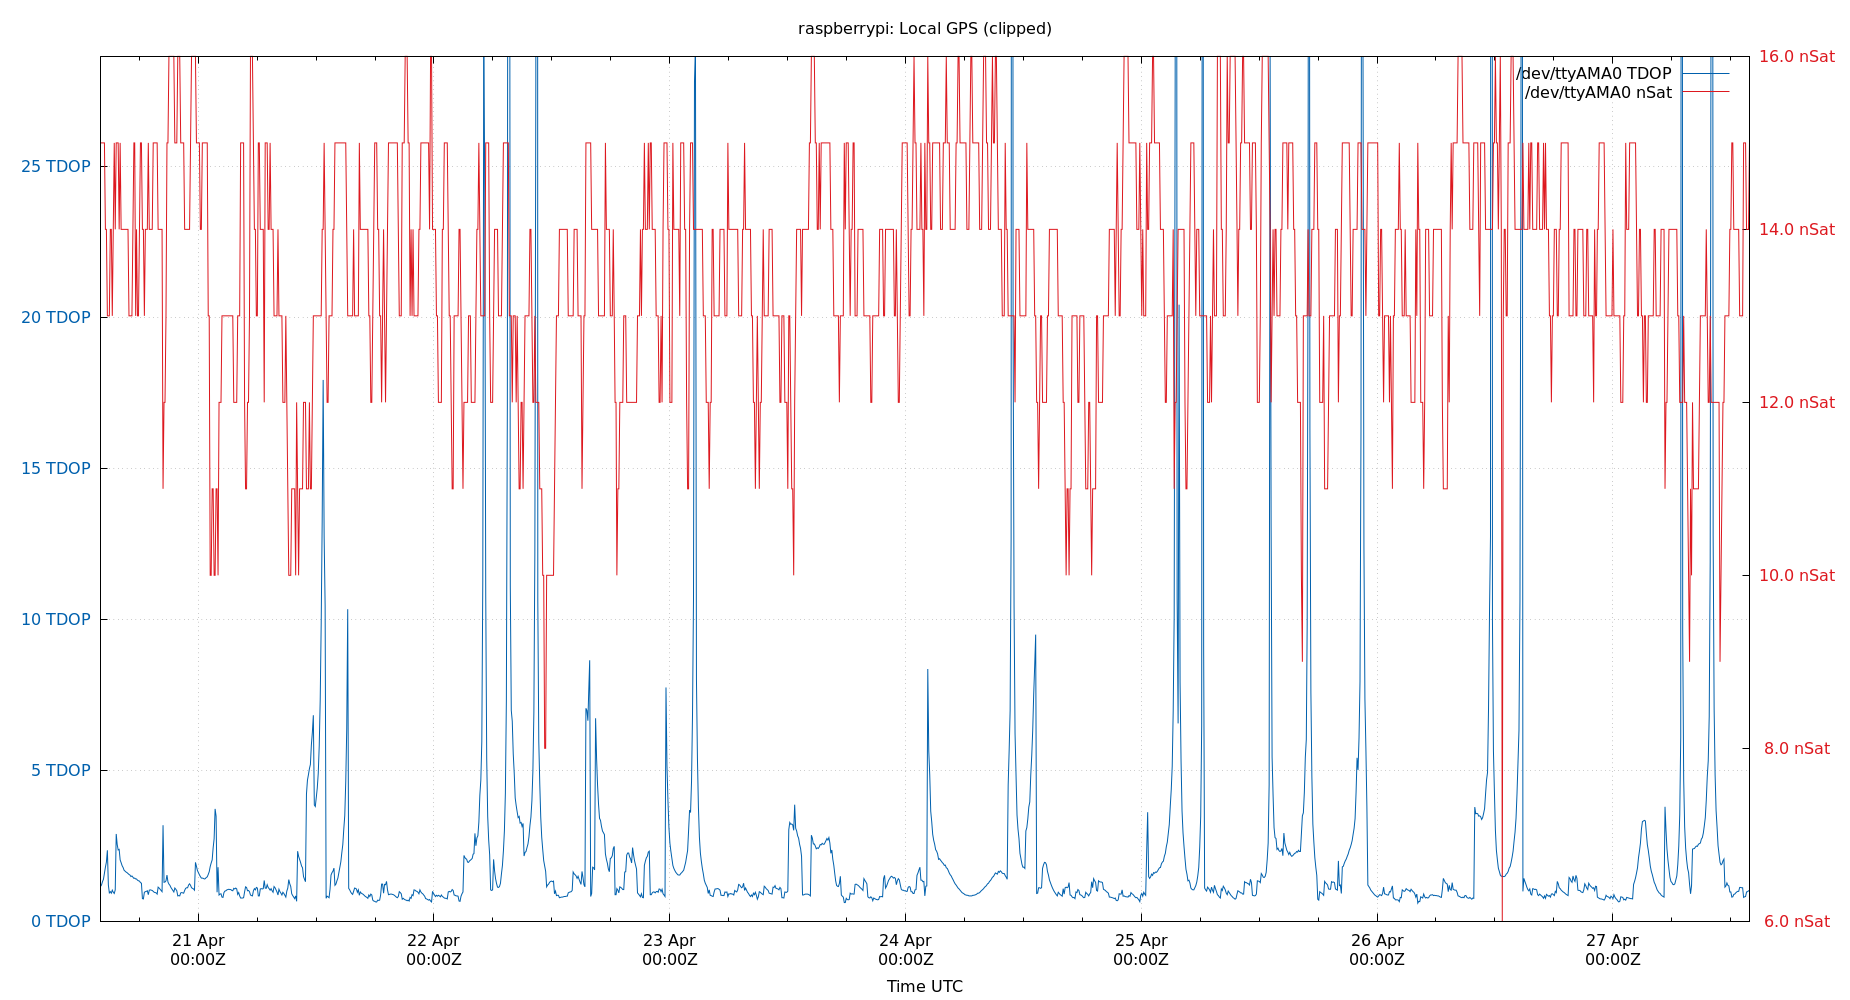 raspberrypi: Local GPS (clipped)
16.0 nSat
/dev/ttyAMA0 TDOP
/dev/ttyAMA0 nSat
25 TDOP
14.0 nSat
20 TDOP
12.0 nSat
15 TDOP
10.0 nSat
10 TDOP
8.0 nSat
5 TDOP
0 TDOP
6.0 nSat
21 Apr 22 Apr 23 Apr 24 Apr 25 Apr 26 Apr 27 Apr
00:00Z 00:00Z 00:00Z 00:00Z 00:00Z 00:00Z 00:00Z
Time UTC